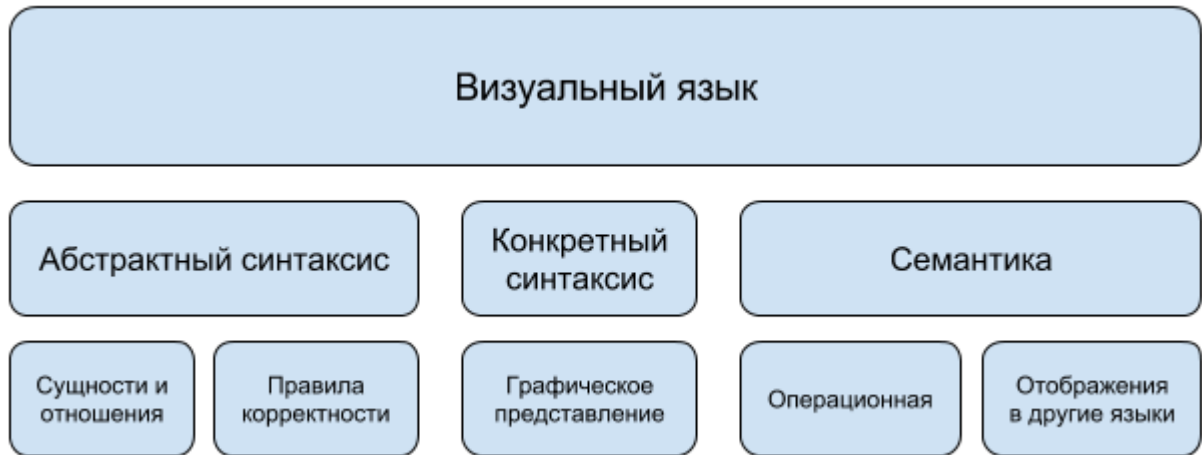 Визуальный язык
Абстрактный синтаксис
Конкретный
синтаксис
Семантика
Сущности и
отношения
Правила
корректности
Графическое
представление
Операционная
Отображения
в другие языки